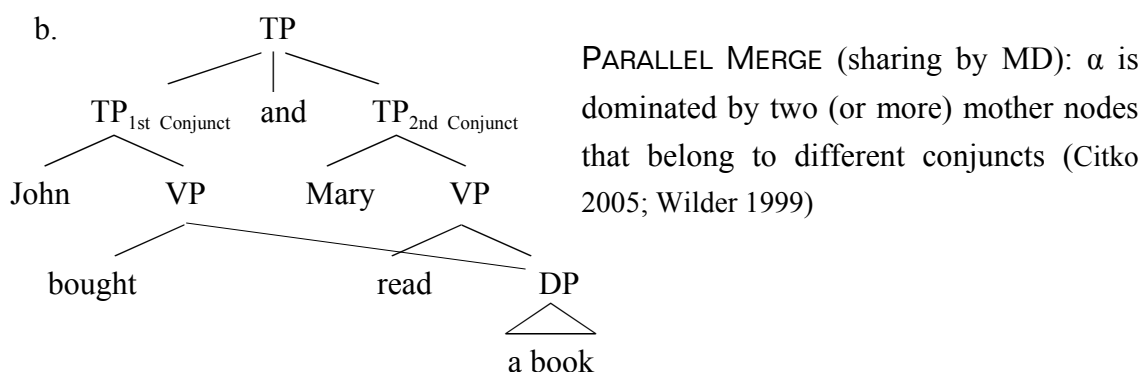 b.
TP
PARALLEL MERGE (sharing by MD): α is
dominated by two (or more) mother nodes
that belong to different conjuncts (Citko
2005; Wilder 1999)
TP1st Conjunct and TP2nd Conjunct
John VP Mary VP
bought read DP
a book